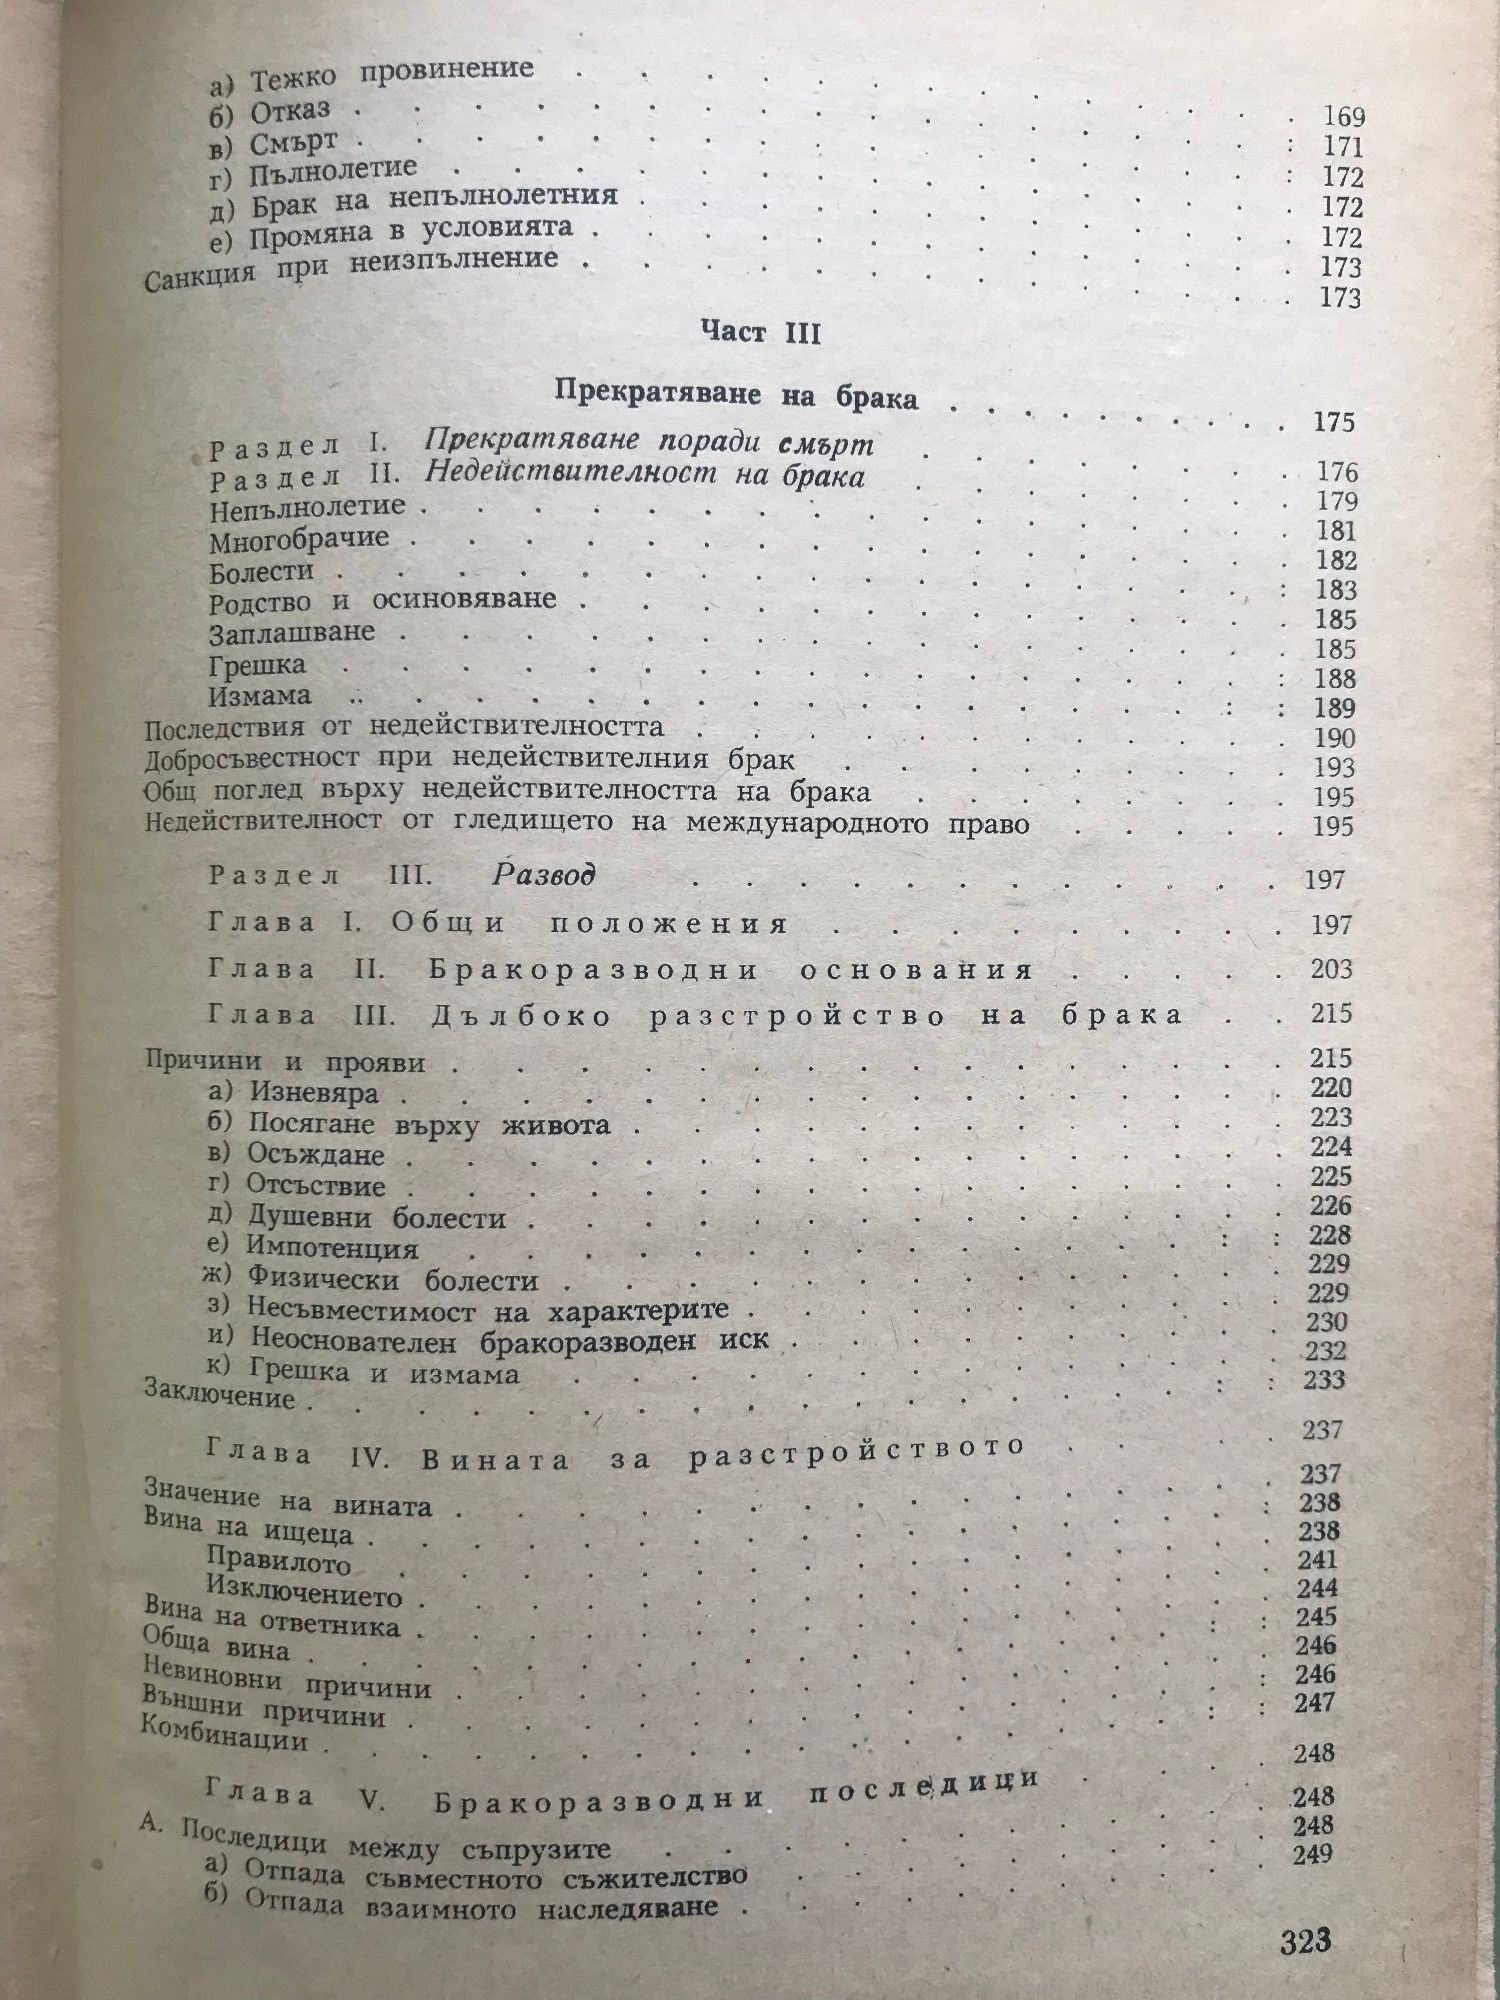 а) Тежко провинение . . . . . . . . . . . . 169
б) Отказ . . . . . . . . . . . . 171
в) Смърт . . . . . . . . . . . . 172
г) Пълнолетие . . . . . . . . . . . . 172
д) Брак на непълнолетния . . . . . . . . . . 172
е) Промяна в условията . . . . . . . . . . 173
Санкция при неизпълнение . . . . . . . . . . 173
Част III
Прекратяване на брака . . . . . . . . . 175
Раздел I. Прекратяване поради смърт . . . . . . 176
Раздел II. Недействителност на брака . . . . . . 179
Непълнолетие . . . . . . . . . . . . 181
Многобрачие . . . . . . . . . . . . 182
Болести . . . . . . . . . . . . 183
Родство и осиновяване . . . . . . . . . . 185
Заплашване . . . . . . . . . . . . 185
Грешка . . . . . . . . . . . . 188
Измама . . . . . . . . . . . . 189
Последствия от недействителността . . . . . . . . 190
Добросъвестност при недействителния брак . . . . . . . 193
Общ поглед върху недействителността на брака . . . . . . 195
Недействителност от гледището на международното право . . . . 195
Раздел III. Развод . . . . . . . . . . . 197
Глава I. Общи положения . . . . . . . . . 197
Глава II. Бракоразводни основания . . . . . 203
Глава III. Дълбоко разстройство на брака . . 215
Причини и прояви . . . . . . . . . . . . 215
а) Изневяра . . . . . . . . . . . . 220
б) Посягане върху живота . . . . . . . . . . 223
в) Осъждане . . . . . . . . . . . . 224
г) Отсъствие . . . . . . . . . . . . 225
д) Душевни болести . . . . . . . . . . . 226
е) Импотенция . . . . . . . . . . . . 228
ж) Физически болести . . . . . . . . . . . 229
з) Несъвместимост на характерите . . . . . . . . 229
и) Неоснователен бракоразводен иск . . . . . . . . 230
к) Грешка и измама . . . . . . . . . . . 232
Заключение . . . . . . . . . . . . 233
Глава IV. Вината за разстройството . . . . 237
Значение на вината . . . . . . . . . . . . 237
Вина на ищеца . . . . . . . . . . . . 238
Правилото . . . . . . . . . . . . 238
Изключението . . . . . . . . . . . . 241
Вина на ответника . . . . . . . . . . . . 244
Обща вина . . . . . . . . . . . . 245
Невиновни причини . . . . . . . . . . . . 246
Външни причини . . . . . . . . . . . . 246
Комбинации . . . . . . . . . . . . 247
Глава V. Бракоразводни последици . . . . 248
А. Последици между съпрузите . . . . . . . . . 248
а) Отпада съвместното съжителство . . . . . . . . 248
б) Отпада взаимното наследяване . . . . . . . . 249
323